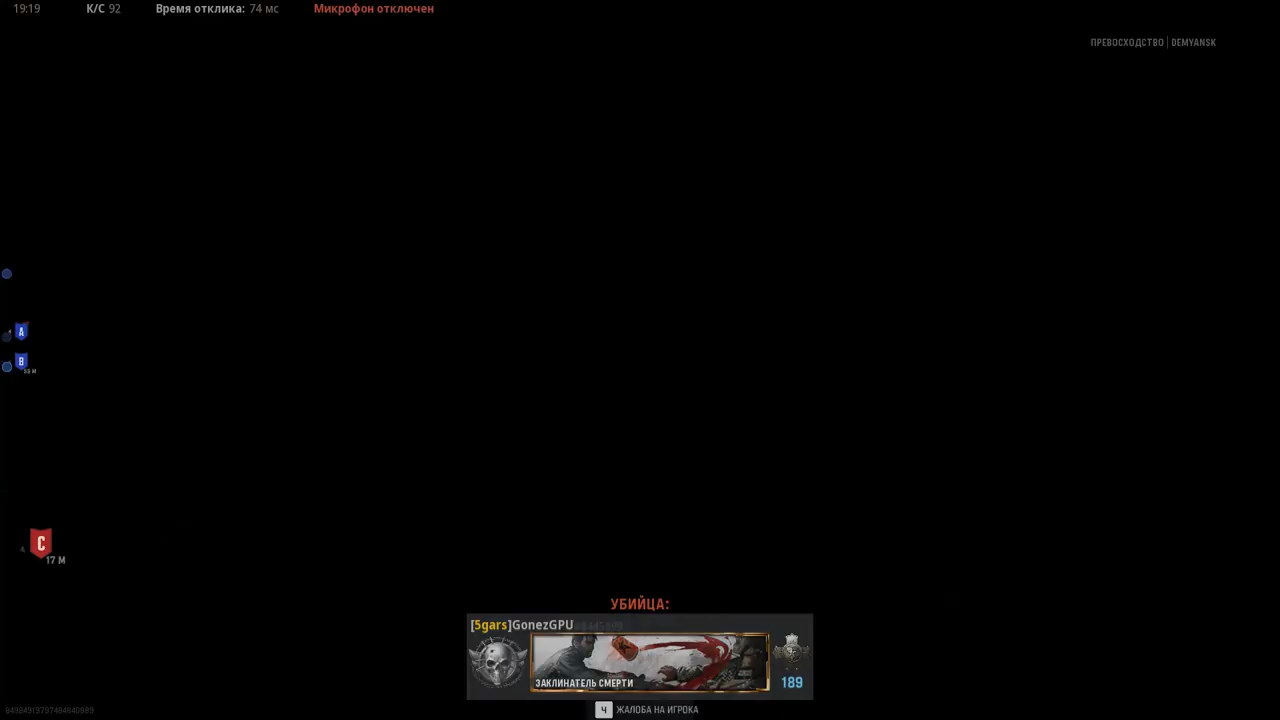 19:19 К/С 92 Время отклика: 74 мс Микрофон отключен
ПРЕВОСХОДСТВО | DEMYANSK
A
B
38 М
C
17 М
УБИЙЦА:
[5gars]GonezGPU
ЗАКЛИНАТЕЛЬ СМЕРТИ
189
Ч ЖАЛОБА НА ИГРОКА